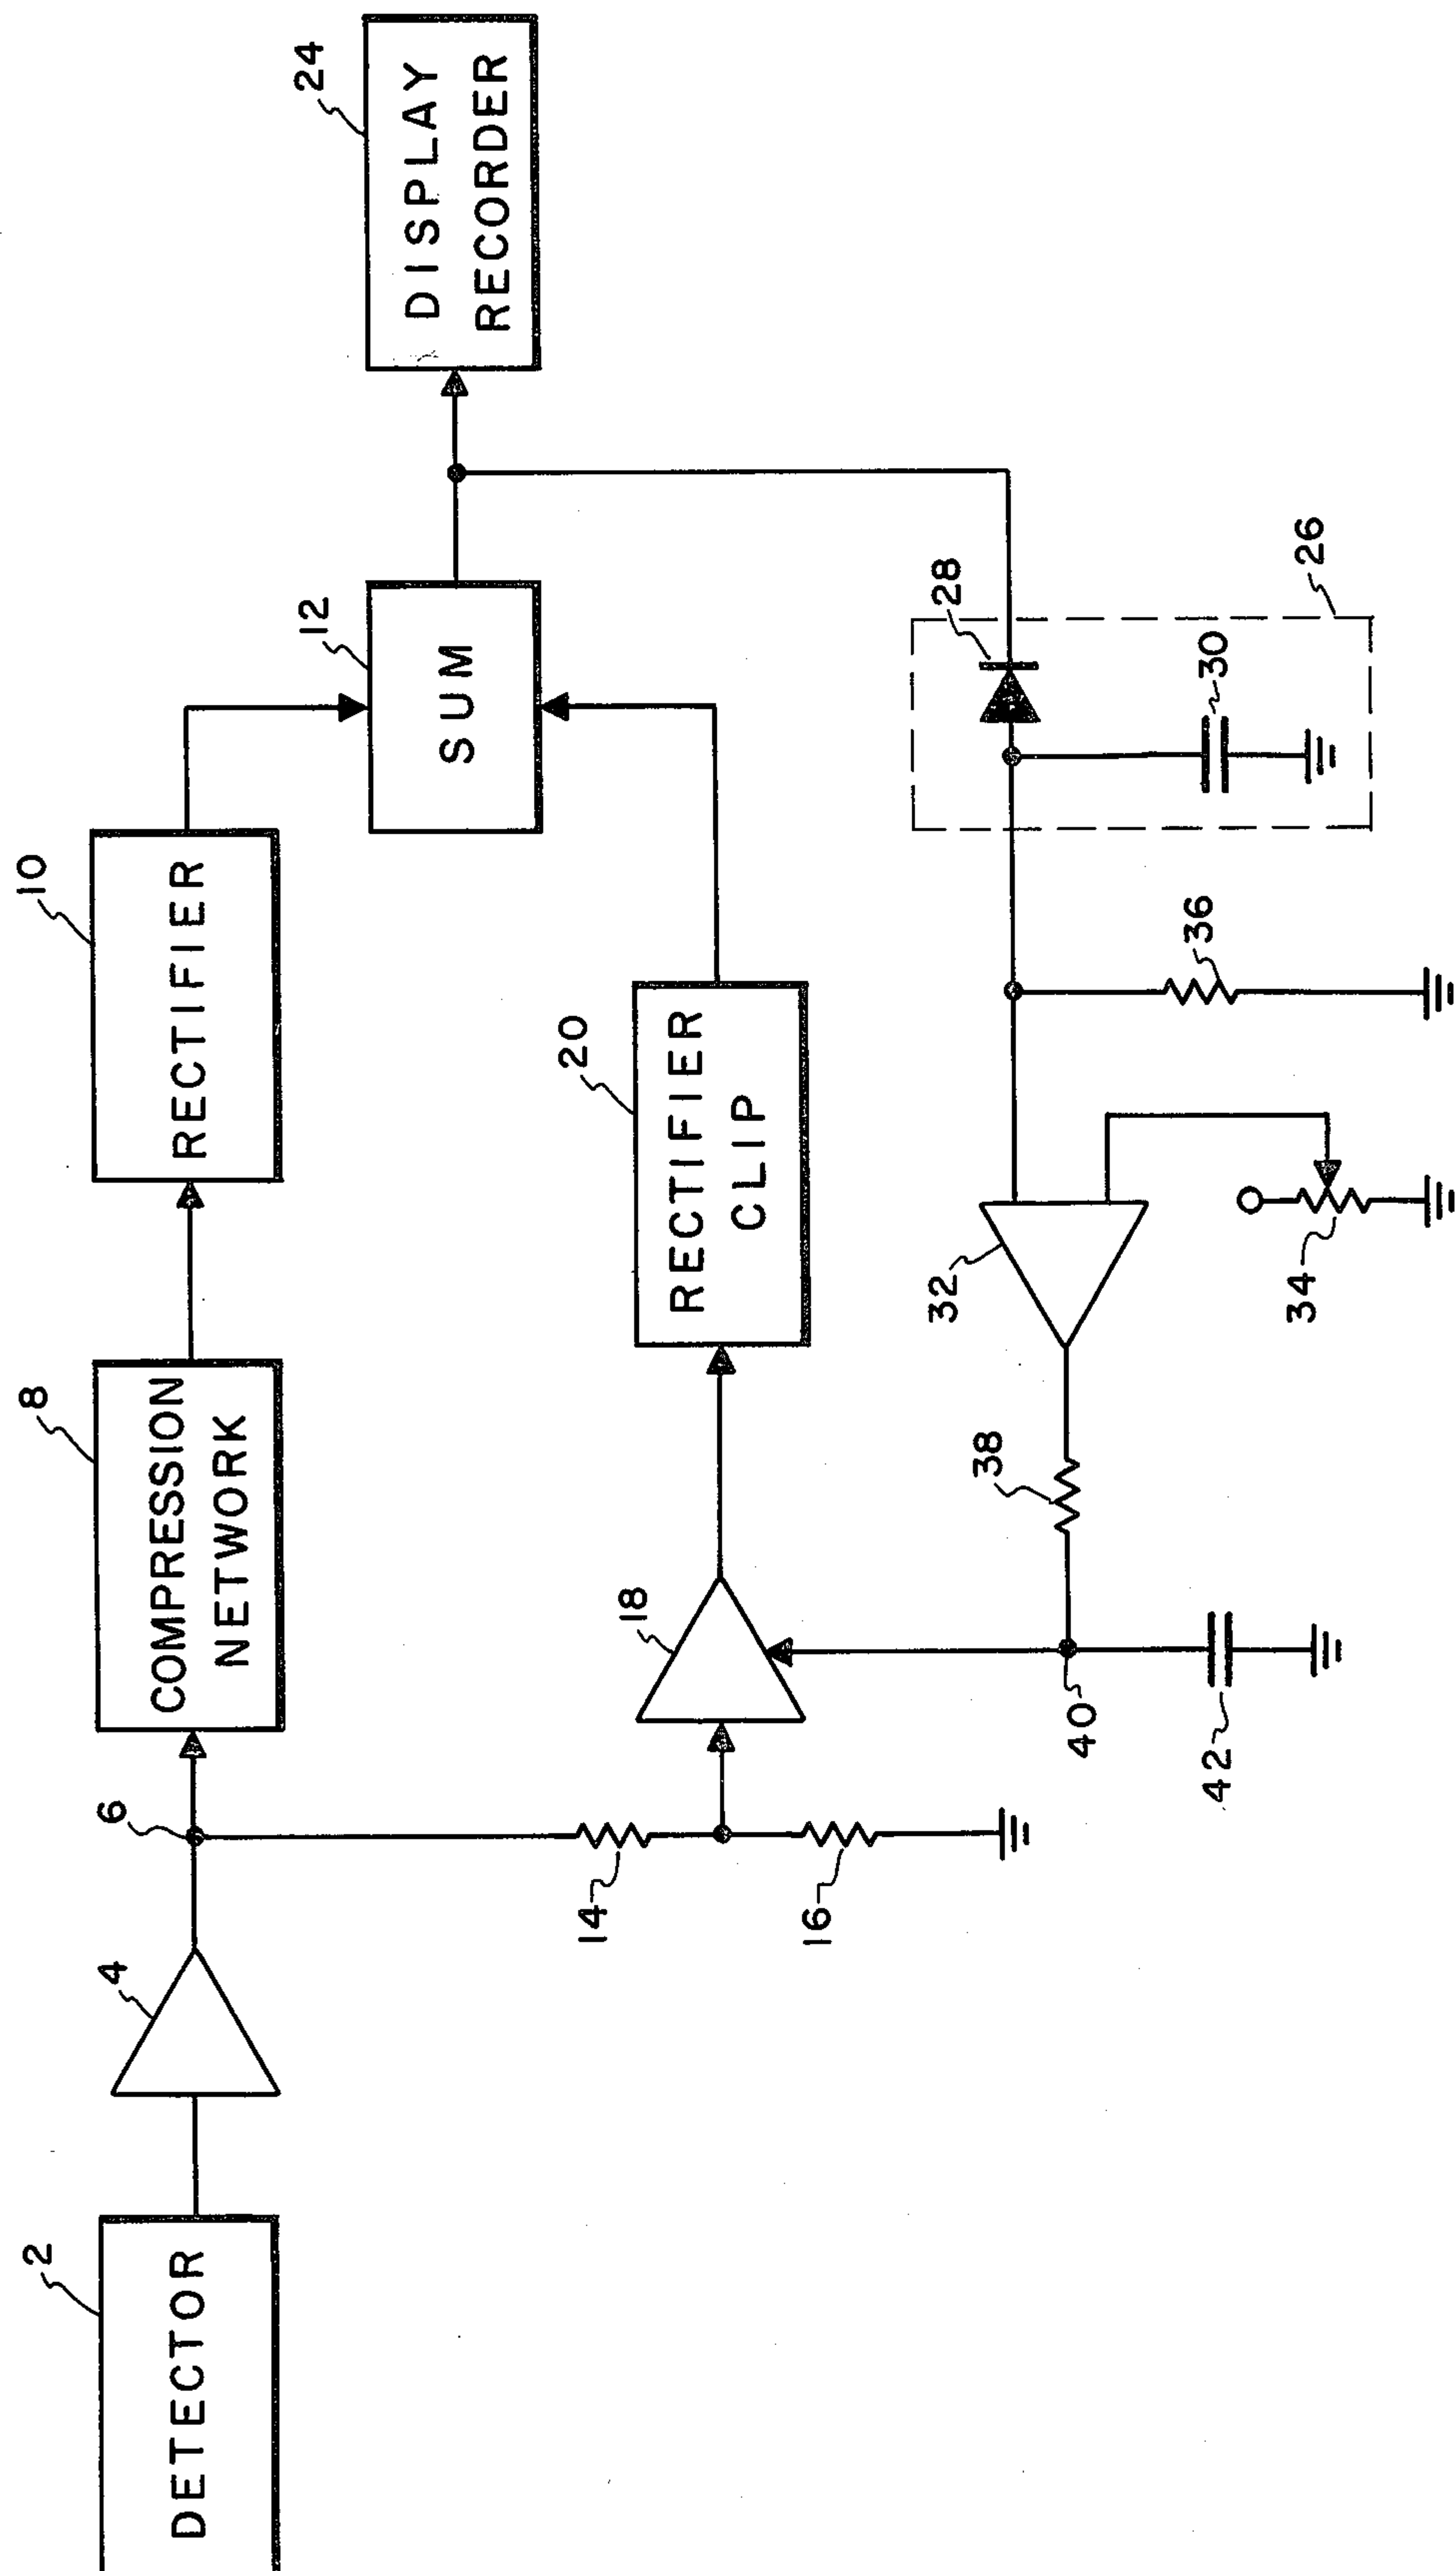 2
DETECTOR
4
6
8
COMPRESSION
NETWORK
10
RECTIFIER
12
SUM
24
DISPLAY
RECORDER
14
16
18
20
RECTIFIER
CLIP
28
30
26
32
36
34
38
40
42